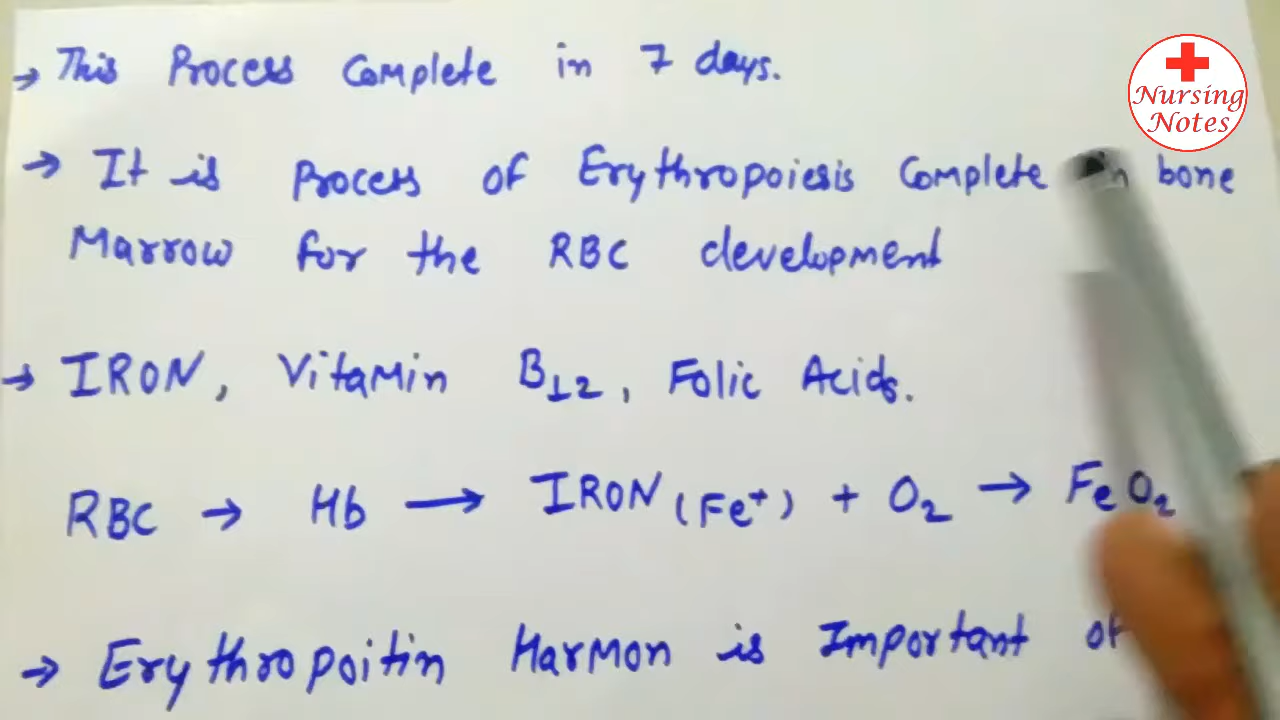 → This Process Complete in 7 days.
Nursing
Notes
→ It is Process of Erythropoiesis Complete in bone
Marrow for the RBC development
→ IRON, Vitamin B12, Folic Acids.
RBC → Hb → IRON (Fe+) + O2 → FeO2
→ Erythropoitin Harmon is Important of